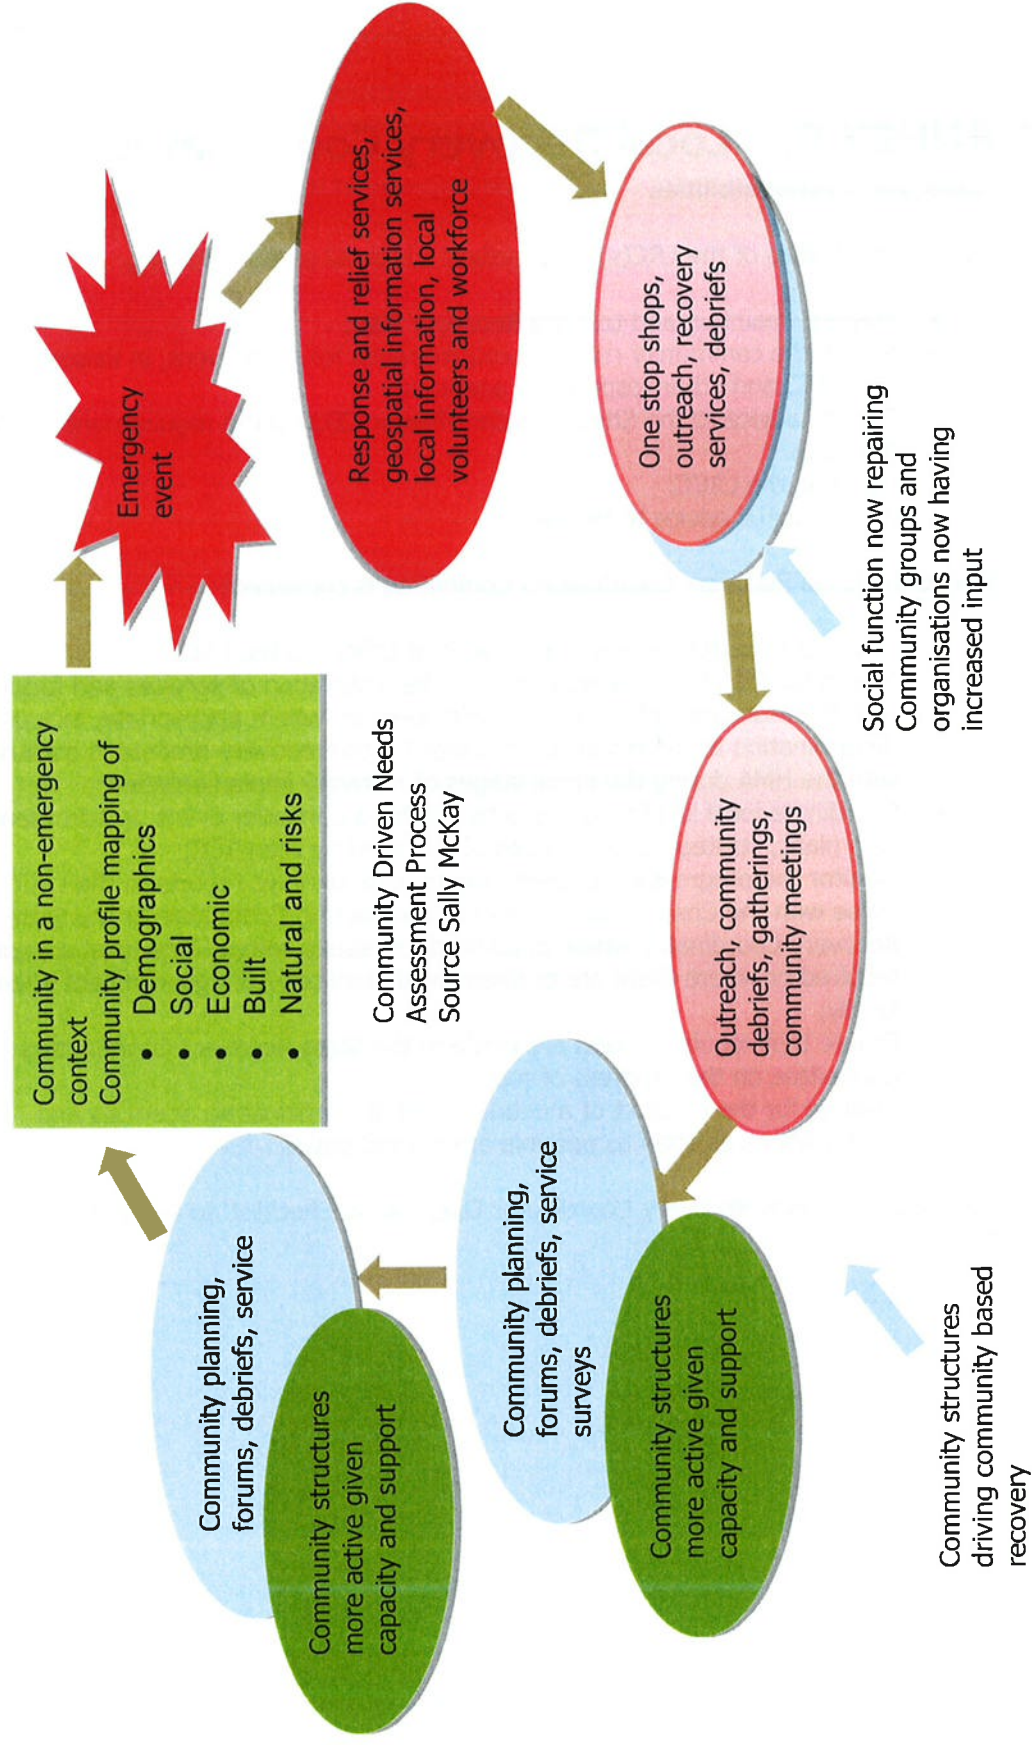 Community in a non-emergency
context
Community profile mapping of
• Demographics
• Social
• Economic
• Built
• Natural and risks
Emergency
event
Response and relief services,
geospatial information services,
local information, local
volunteers and workforce
One stop shops,
outreach, recovery
services, debriefs
Social function now repairing
Community groups and
organisations now having
increased input
Outreach, community
debriefs, gatherings,
community meetings
Community planning,
forums, debriefs, service
surveys
Community structures
more active given
capacity and support
Community structures
driving community based
recovery
Community planning,
forums, debriefs, service
Community structures
more active given
capacity and support
Community Driven Needs
Assessment Process
Source Sally McKay